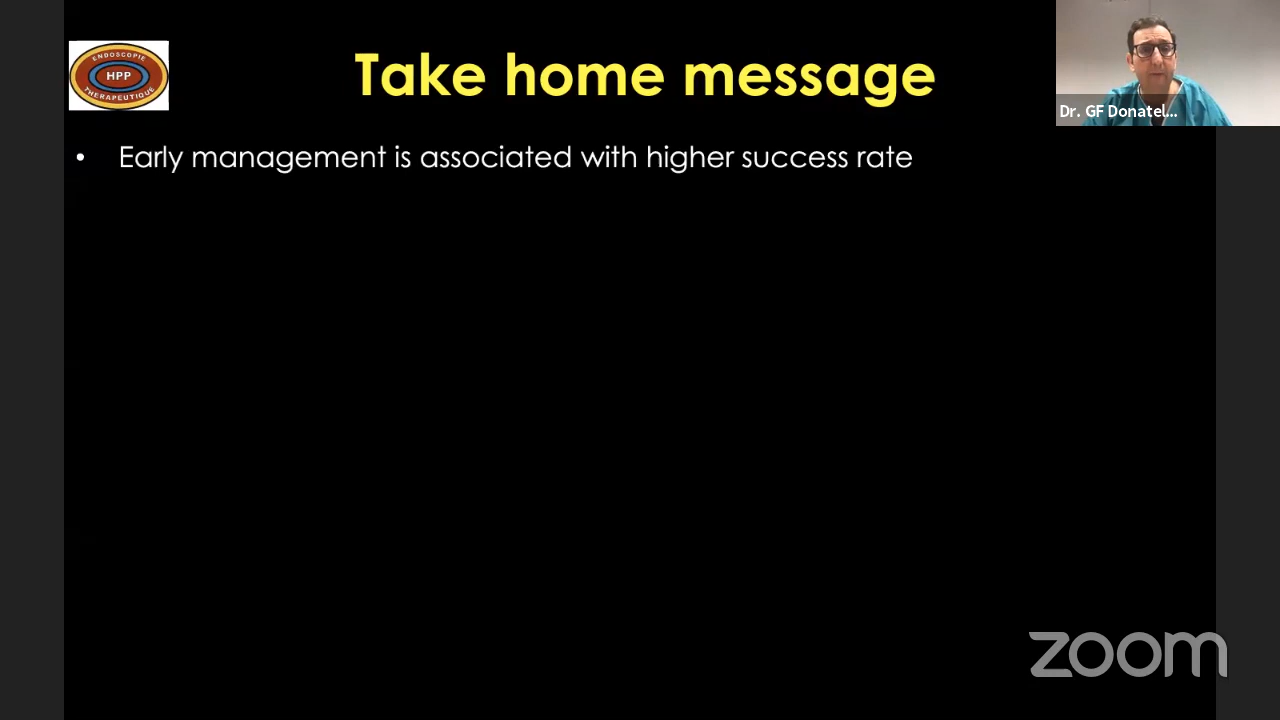 ENDOSCOPIE
HPP
THERAPEUTIQUE
Take home message
Dr. GF Donatel...
• Early management is associated with higher success rate
zoom